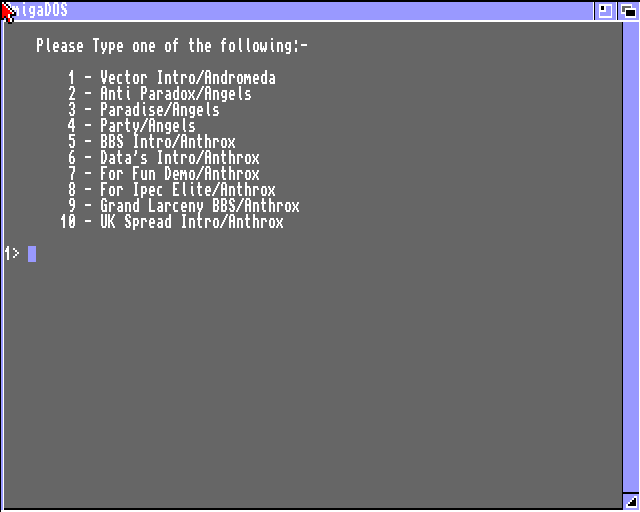 AmigaDOS
Please Type one of the following:-
1 - Vector Intro/Andromeda
2 - Anti Paradox/Angels
3 - Paradise/Angels
4 - Party/Angels
5 - BBS Intro/Anthrox
6 - Data's Intro/Anthrox
7 - For Fun Demo/Anthrox
8 - For Ipec Elite/Anthrox
9 - Grand Larceny BBS/Anthrox
10 - UK Spread Intro/Anthrox
1>